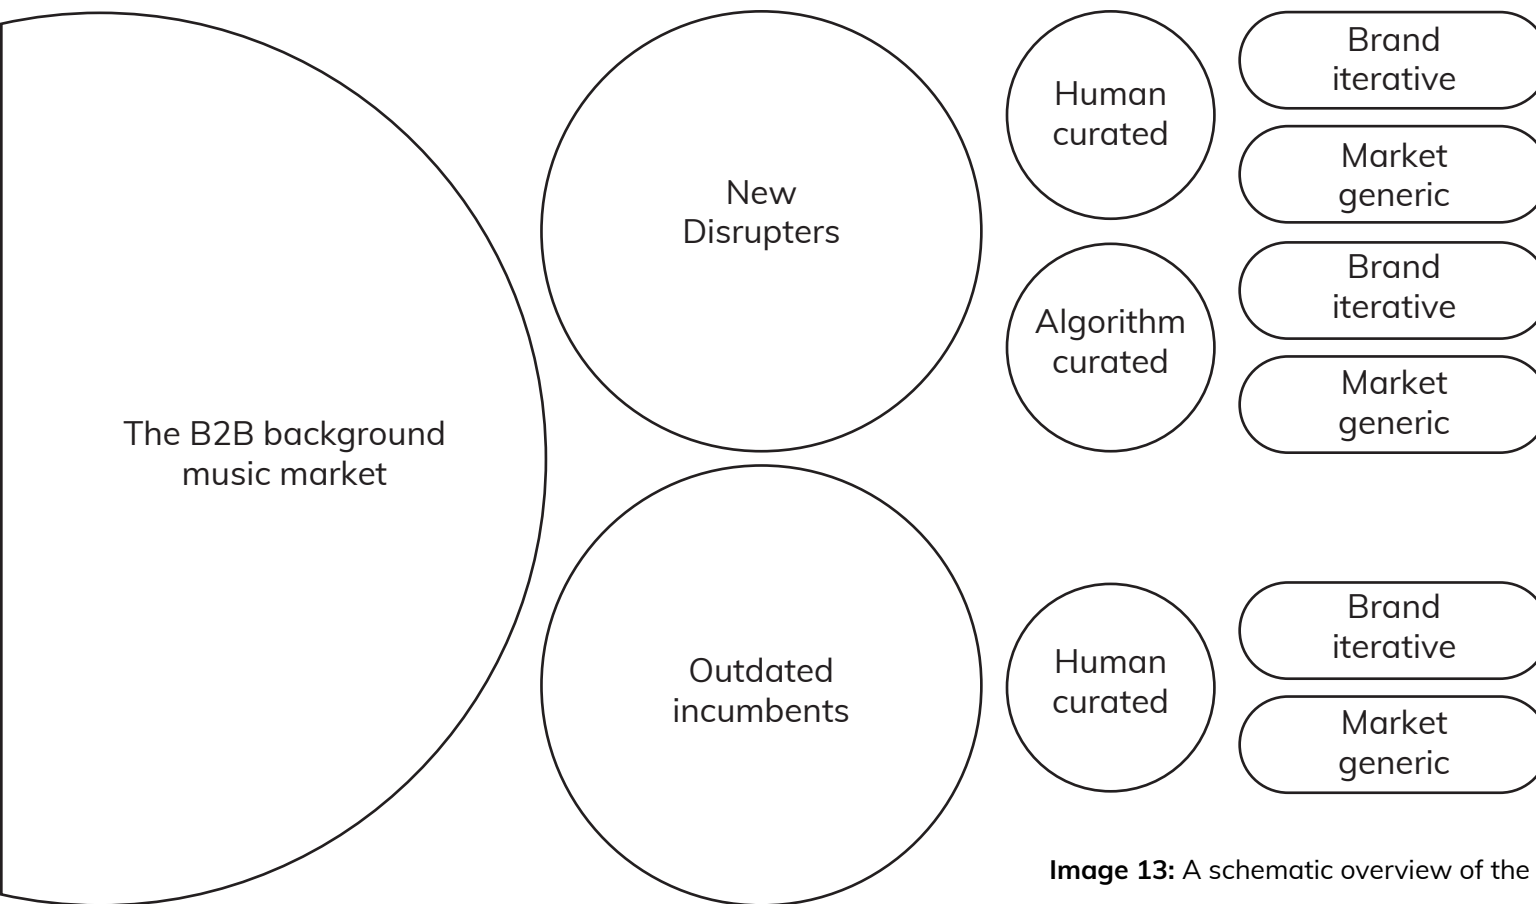 The B2B background
music market
New
Disrupters
Human
curated
Brand
iterative
Market
generic
Algorithm
curated
Brand
iterative
Market
generic
Outdated
incumbents
Human
curated
Brand
iterative
Market
generic
Image 13: A schematic overview of the